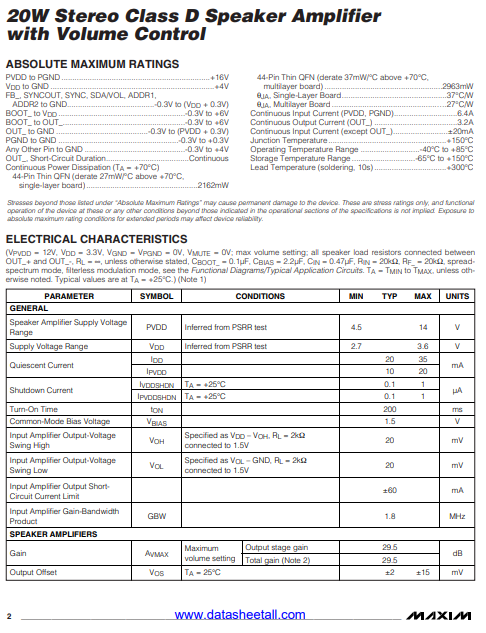 20W Stereo Class D Speaker Amplifier
with Volume Control
ABSOLUTE MAXIMUM RATINGS
PVDD to PGND ....................................................................+16V
VDD to GND .........................................................................+4V
FB_, SYNCOUT, SYNC, SDA/VOL, ADDR1,
ADDR2 to GND.................................-0.3V to (VDD + 0.3V)
BOOT_ to VDD ..................................................-0.3V to +6V
BOOT_ to OUT_..................................................-0.3V to +6V
OUT_ to GND ................................-0.3V to (PVDD + 0.3V)
PGND to GND ................................................-0.3V to +0.3V
Any Other Pin to GND .......................................-0.3V to +4V
OUT_, Short-Circuit Duration.....................................Continuous
Continuous Power Dissipation (TA = +70°C)
44-Pin Thin QFN (derate 27mW/°C above +70°C,
single-layer board) ...................................................2162mW
44-Pin Thin QFN (derate 37mW/°C above +70°C,
multilayer board) ......................................................2963mW
θJA, Single-Layer Board................................................37°C/W
θJA, Multilayer Board ....................................................27°C/W
Continuous Input Current (PVDD, PGND)............................6.4A
Continuous Output Current (OUT_) .....................................3.2A
Continuous Input Current (except OUT_)........................±20mA
Junction Temperature .....................................................+150°C
Operating Temperature Range ..........................-40°C to +85°C
Storage Temperature Range ............................-65°C to +150°C
Lead Temperature (soldering, 10s) ................................+300°C
Stresses beyond those listed under "Absolute Maximum Ratings" may cause permanent damage to the device. These are stress ratings only, and functional
operation of the device at these or any other conditions beyond those indicated in the operational sections of the specifications is not implied. Exposure to
absolute maximum rating conditions for extended periods may affect device reliability.
ELECTRICAL CHARACTERISTICS
(VPVDD = 12V, VDD = 3.3V, VGND = VPGND = 0V, VMUTE = 0V; max volume setting; all speaker load resistors connected between
OUT_+ and OUT_-, RL = ∞, unless otherwise stated, CBOOT_ = 0.1μF, CBIAS = 2.2μF, CIN = 0.47μF, RIN = 20kΩ, RF_ = 20kΩ, spread-
spectrum mode, filterless modulation mode, see the Functional Diagrams/Typical Application Circuits. TA = TMIN to TMAX, unless oth-
erwise noted. Typical values are at TA = +25°C.) (Note 1)
PARAMETER SYMBOL CONDITIONS MIN TYP MAX UNITS
GENERAL
Speaker Amplifier Supply Voltage
Range PVDD Inferred from PSRR test 4.5 14 V
Supply Voltage Range VDD Inferred from PSRR test 2.7 3.6 V
Quiescent Current IDD 20 35 mA
IPVDD 10 20
Shutdown Current IVDDSHDN TA = +25°C 0.1 1 μA
IPVDDSHDN TA = +25°C 0.1 1
Turn-On Time tON 200 ms
Common-Mode Bias Voltage VBIAS 1.5 V
Input Amplifier Output-Voltage
Swing High VOH Specified as VDD – VOH, RL = 2kΩ
connected to 1.5V 20 mV
Input Amplifier Output-Voltage
Swing Low VOL Specified as VOL – GND, RL = 2kΩ
connected to 1.5V 20 mV
Input Amplifier Output Short-
Circuit Current Limit ±60 mA
Input Amplifier Gain-Bandwidth
Product GBW 1.8 MHz
SPEAKER AMPLIFIERS
Gain AVMAX Maximum
volume setting Output stage gain 29.5 dB
Total gain (Note 2) 29.5
Output Offset VOS TA = 25°C ±2 ±15 mV
2 www.datasheetall.com MAXIM